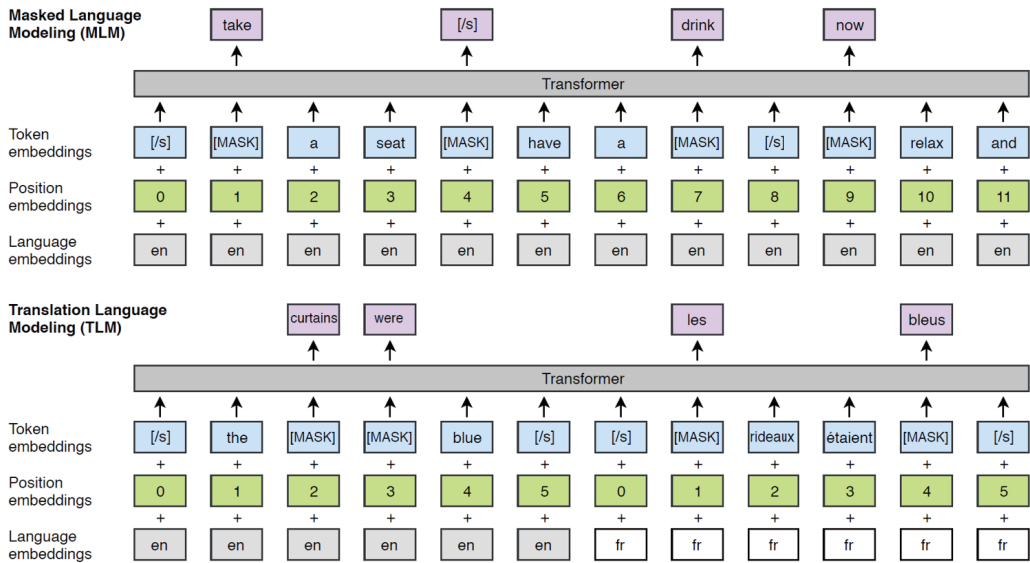 Masked Language
Modeling (MLM)
take [/s] drink now
Transformer
Token
embeddings
[/s] [MASK] a seat [MASK] have a [MASK] [/s] [MASK] relax and
+ + + + + + + + + + + +
Position
embeddings
0 1 2 3 4 5 6 7 8 9 10 11
+ + + + + + + + + + + +
Language
embeddings
en en en en en en en en en en en en
Translation Language
Modeling (TLM)
curtains were les bleus
Transformer
Token
embeddings
[/s] the [MASK] [MASK] blue [/s] [/s] [MASK] rideaux étaient [MASK] [/s]
+ + + + + + + + + + + +
Position
embeddings
0 1 2 3 4 5 0 1 2 3 4 5
+ + + + + + + + + + + +
Language
embeddings
en en en en en en fr fr fr fr fr fr